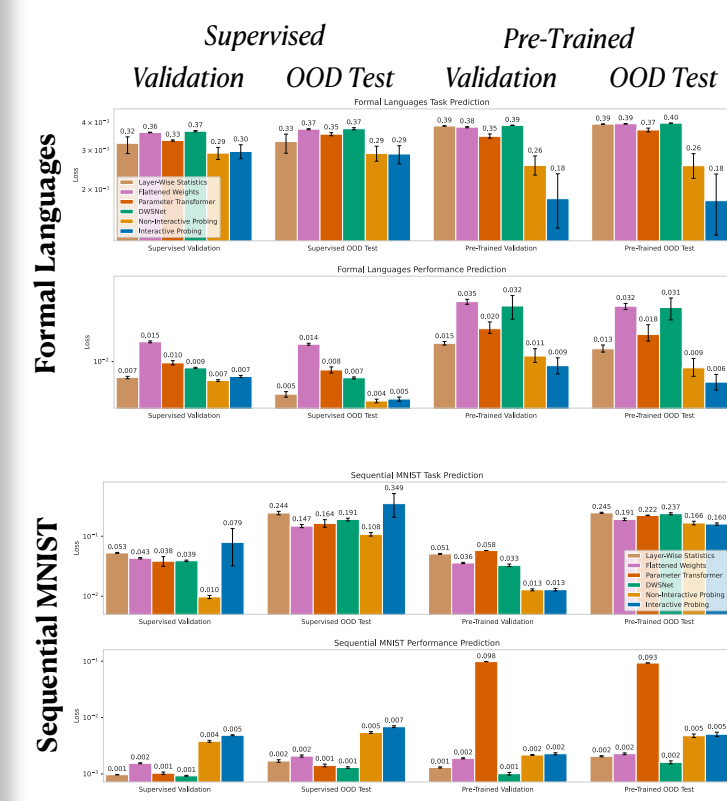 Supervised
Pre-Trained
Validation
OOD Test
Validation
OOD Test
Formal Languages
Formal Languages Task Prediction
Loss
4 × 10⁻¹
3 × 10⁻¹
2 × 10⁻¹
0.32 0.36 0.33 0.37 0.29 0.30
0.33 0.37 0.35 0.37 0.29 0.29
0.39 0.38 0.35 0.39 0.26 0.18
0.39 0.39 0.37 0.40 0.26 0.18
Layer-Wise Statistics
Flattened Weights
Parameter Transformer
DWSNet
Non-Interactive Probing
Interactive Probing
Supervised Validation
Supervised OOD Test
Pre-Trained Validation
Pre-Trained OOD Test
Formal Languages Performance Prediction
Loss
10⁻²
0.007 0.015 0.010 0.009 0.007 0.007
0.005 0.014 0.008 0.007 0.004 0.005
0.015 0.035 0.020 0.032 0.011 0.009
0.013 0.032 0.018 0.031 0.009 0.006
Supervised Validation
Supervised OOD Test
Pre-Trained Validation
Pre-Trained OOD Test
Sequential MNIST
Sequential MNIST Task Prediction
Loss
10⁻¹
10⁻²
0.053 0.043 0.038 0.039 0.010 0.079
0.244 0.147 0.164 0.191 0.108 0.349
0.051 0.036 0.058 0.033 0.013 0.013
0.245 0.191 0.222 0.237 0.166 0.160
Layer-Wise Statistics
Flattened Weights
Parameter Transformer
DWSNet
Non-Interactive Probing
Interactive Probing
Supervised Validation
Supervised OOD Test
Pre-Trained Validation
Pre-Trained OOD Test
Sequential MNIST Performance Prediction
Loss
10⁻¹
10⁻²
10⁻³
0.001 0.002 0.001 0.001 0.004 0.005
0.002 0.002 0.001 0.001 0.005 0.007
0.001 0.002 0.098 0.001 0.002 0.002
0.002 0.002 0.093 0.002 0.005 0.005
Supervised Validation
Supervised OOD Test
Pre-Trained Validation
Pre-Trained OOD Test